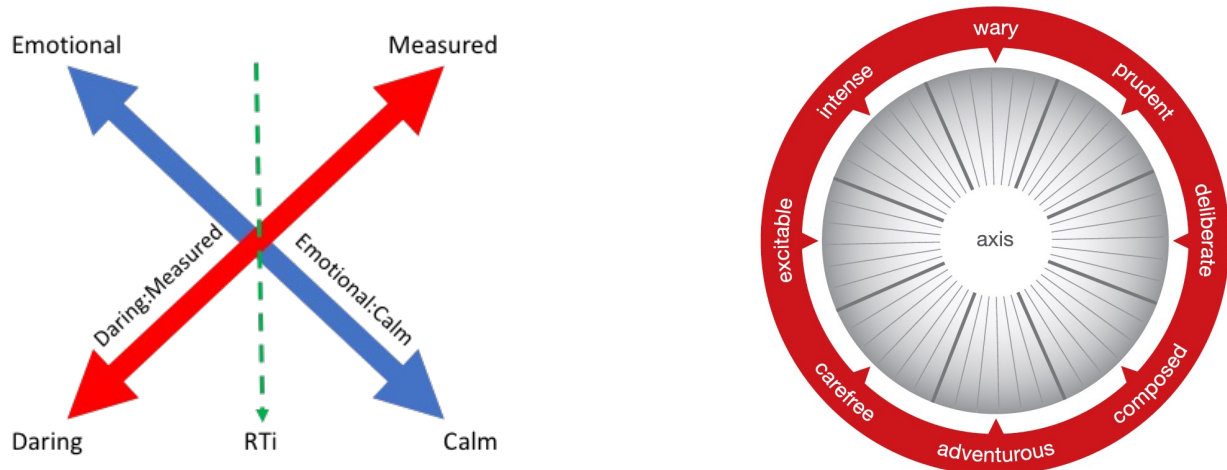 Emotional
Measured
Daring:Measured
Emotional:Calm
Daring
RTi
Calm
wary
prudent
deliberate
composed
adventurous
carefree
excitable
intense
axis